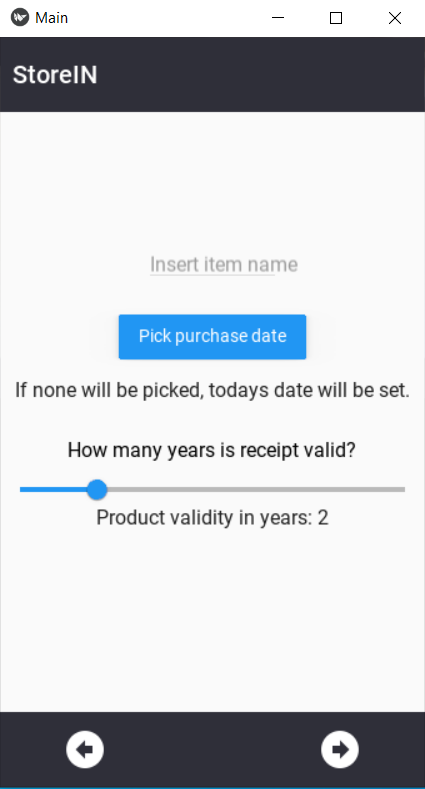 Main
StoreIN
Insert item name
Pick purchase date
If none will be picked, todays date will be set.
How many years is receipt valid?
Product validity in years: 2